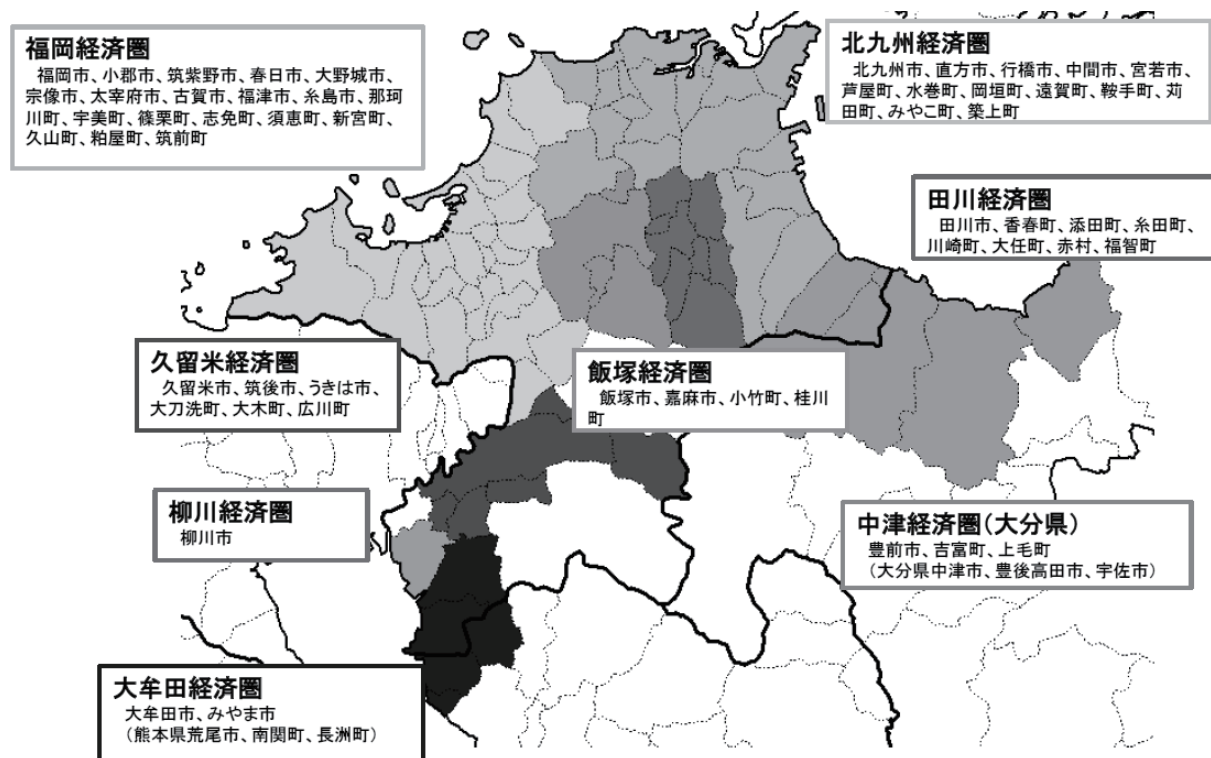 福岡経済圏
福岡市、小郡市、筑紫野市、春日市、大野城市、
宗像市、太宰府市、古賀市、福津市、糸島市、那珂
川町、宇美町、篠栗町、志免町、須恵町、新宮町、
久山町、粕屋町、筑前町
北九州経済圏
北九州市、直方市、行橋市、中間市、宮若市、
芦屋町、水巻町、岡垣町、遠賀町、鞍手町、苅
田町、みやこ町、築上町
田川経済圏
田川市、香春町、添田町、糸田町、
川崎町、大任町、赤村、福智町
久留米経済圏
久留米市、筑後市、うきは市、
大刀洗町、大木町、広川町
飯塚経済圏
飯塚市、嘉麻市、小竹町、桂川
町
柳川経済圏
柳川市
中津経済圏(大分県)
豊前市、吉富町、上毛町
(大分県中津市、豊後高田市、宇佐市)
大牟田経済圏
大牟田市、みやま市
(熊本県荒尾市、南関町、長洲町)